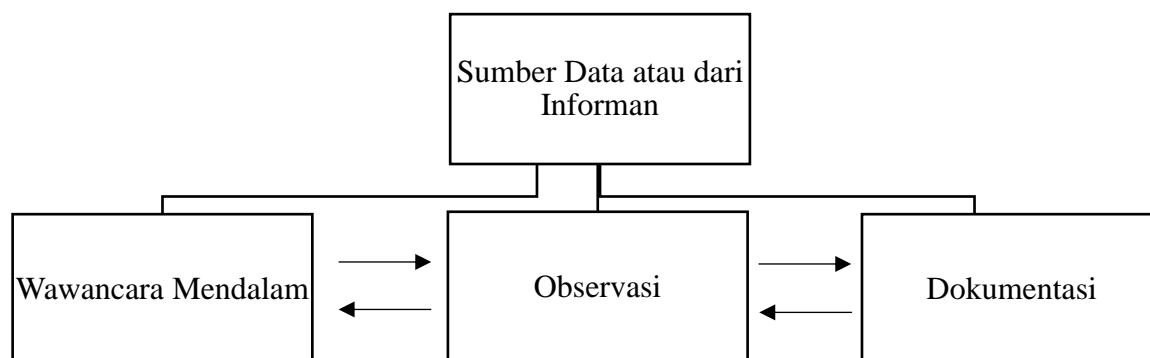 Sumber Data atau dari
Informan
Wawancara Mendalam
Observasi
Dokumentasi